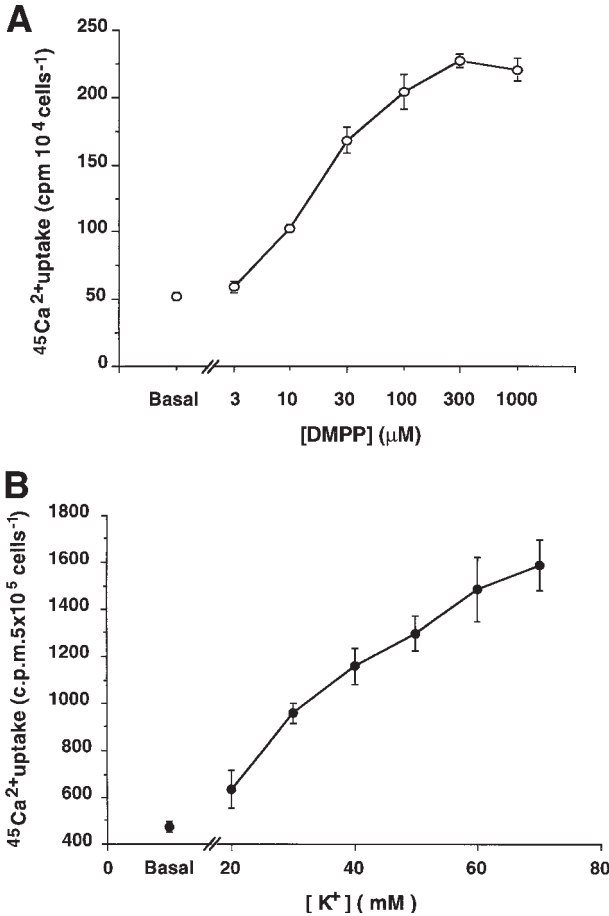 A
250
200
150
100
50
0
45Ca2+uptake (cpm 10 4 cells-1)
Basal 3 10 30 100 300 1000
[DMPP] (μM)
B
1800
1600
1400
1200
1000
800
600
400
45Ca2+uptake (c.p.m.5x10 5 cells-1)
0 Basal 20 40 60 80
[ K+] ( mM)